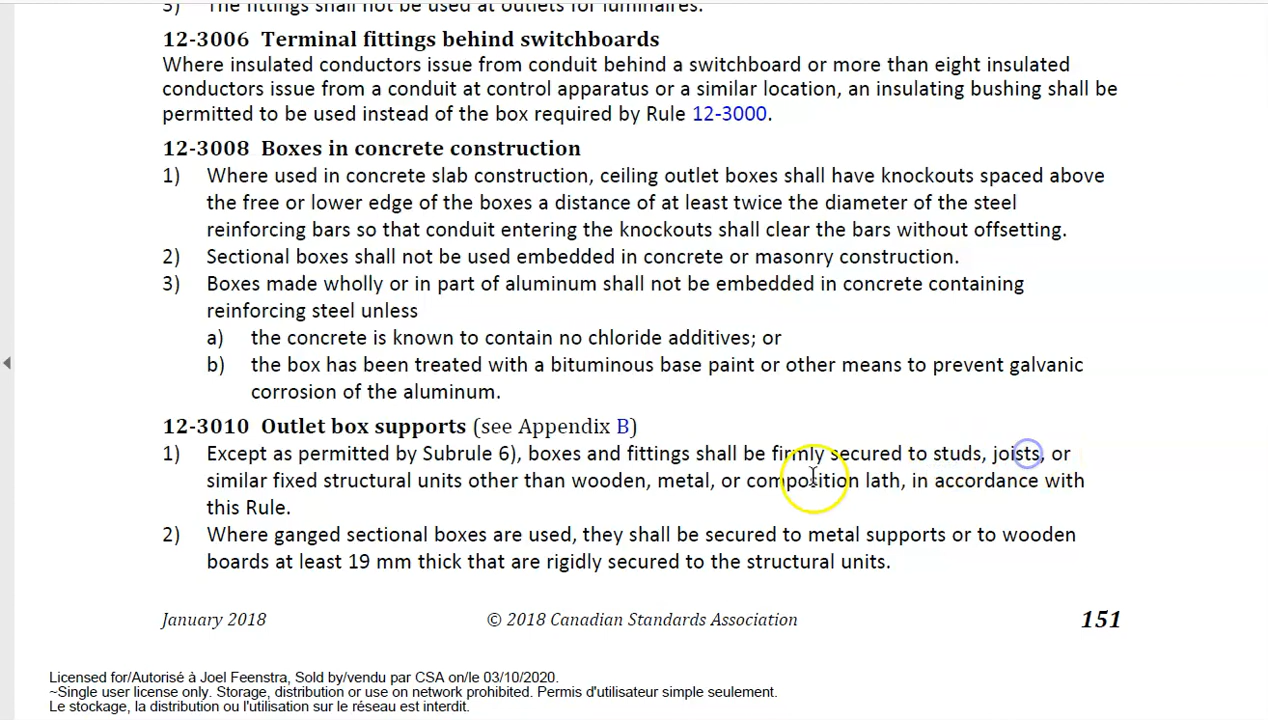 3) The fittings shall not be used at outlets for luminaires.
12-3006 Terminal fittings behind switchboards
Where insulated conductors issue from conduit behind a switchboard or more than eight insulated
conductors issue from a conduit at control apparatus or a similar location, an insulating bushing shall be
permitted to be used instead of the box required by Rule 12-3000.
12-3008 Boxes in concrete construction
1) Where used in concrete slab construction, ceiling outlet boxes shall have knockouts spaced above
the free or lower edge of the boxes a distance of at least twice the diameter of the steel
reinforcing bars so that conduit entering the knockouts shall clear the bars without offsetting.
2) Sectional boxes shall not be used embedded in concrete or masonry construction.
3) Boxes made wholly or in part of aluminum shall not be embedded in concrete containing
reinforcing steel unless
a) the concrete is known to contain no chloride additives; or
b) the box has been treated with a bituminous base paint or other means to prevent galvanic
corrosion of the aluminum.
12-3010 Outlet box supports (see Appendix B)
1) Except as permitted by Subrule 6), boxes and fittings shall be firmly secured to studs, joists, or
similar fixed structural units other than wooden, metal, or composition lath, in accordance with
this Rule.
2) Where ganged sectional boxes are used, they shall be secured to metal supports or to wooden
boards at least 19 mm thick that are rigidly secured to the structural units.
January 2018 © 2018 Canadian Standards Association 151
Licensed for/Autorisé à Joel Feenstra, Sold by/vendu par CSA on/le 03/10/2020.
~Single user license only. Storage, distribution or use on network prohibited. Permis d'utilisateur simple seulement.
Le stockage, la distribution ou l'utilisation sur le réseau est interdit.